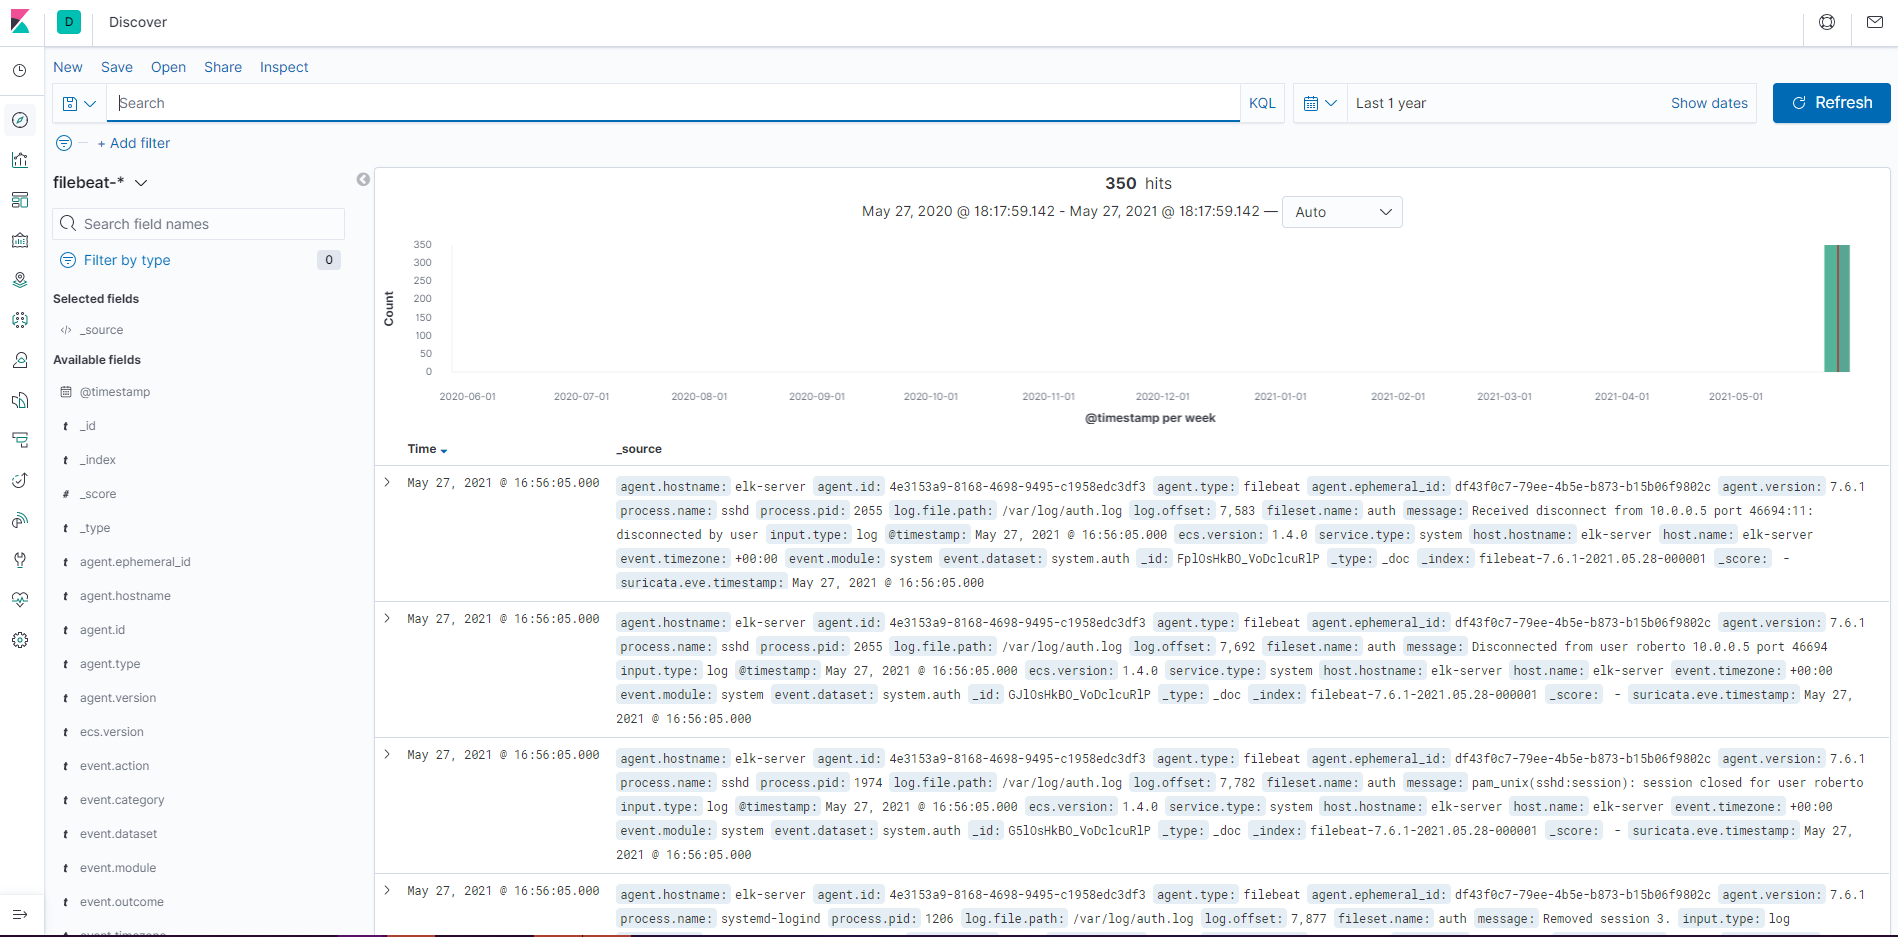 D Discover
New Save Open Share Inspect
Search KQL Last 1 year Show dates Refresh
+ Add filter
filebeat-*
Search field names
Filter by type 0
Selected fields
_source
Available fields
@timestamp
t _id
t _index
# _score
t _type
t agent.ephemeral_id
t agent.hostname
t agent.id
t agent.type
t agent.version
t ecs.version
t event.action
t event.category
t event.dataset
t event.module
t event.outcome
t event.timezone
350 hits
May 27, 2020 @ 18:17:59.142 - May 27, 2021 @ 18:17:59.142 — Auto
Count
350
300
250
200
150
100
50
0
2020-06-01 2020-07-01 2020-08-01 2020-09-01 2020-10-01 2020-11-01 2020-12-01 2021-01-01 2021-02-01 2021-03-01 2021-04-01 2021-05-01
@timestamp per week
Time _source
May 27, 2021 @ 16:56:05.000 agent.hostname: elk-server agent.id: 4e3153a9-8168-4698-9495-c1958edc3df3 agent.type: filebeat agent.ephemeral_id: df43f0c7-79ee-4b5e-b873-b15b06f9802c agent.version: 7.6.1
process.name: sshd process.pid: 2055 log.file.path: /var/log/auth.log log.offset: 7,583 fileset.name: auth message: Received disconnect from 10.0.0.5 port 46694:11:
disconnected by user input.type: log @timestamp: May 27, 2021 @ 16:56:05.000 ecs.version: 1.4.0 service.type: system host.hostname: elk-server host.name: elk-server
event.timezone: +00:00 event.module: system event.dataset: system.auth _id: FplOsHkBO_VoDclcuRlP _type: _doc _index: filebeat-7.6.1-2021.05.28-000001 _score: -
suricata.eve.timestamp: May 27, 2021 @ 16:56:05.000
May 27, 2021 @ 16:56:05.000 agent.hostname: elk-server agent.id: 4e3153a9-8168-4698-9495-c1958edc3df3 agent.type: filebeat agent.ephemeral_id: df43f0c7-79ee-4b5e-b873-b15b06f9802c agent.version: 7.6.1
process.name: sshd process.pid: 2055 log.file.path: /var/log/auth.log log.offset: 7,692 fileset.name: auth message: Disconnected from user roberto 10.0.0.5 port 46694
input.type: log @timestamp: May 27, 2021 @ 16:56:05.000 ecs.version: 1.4.0 service.type: system host.hostname: elk-server host.name: elk-server event.timezone: +00:00
event.module: system event.dataset: system.auth _id: GJlOsHkBO_VoDclcuRlP _type: _doc _index: filebeat-7.6.1-2021.05.28-000001 _score: - suricata.eve.timestamp: May 27,
2021 @ 16:56:05.000
May 27, 2021 @ 16:56:05.000 agent.hostname: elk-server agent.id: 4e3153a9-8168-4698-9495-c1958edc3df3 agent.type: filebeat agent.ephemeral_id: df43f0c7-79ee-4b5e-b873-b15b06f9802c agent.version: 7.6.1
process.name: sshd process.pid: 1974 log.file.path: /var/log/auth.log log.offset: 7,782 fileset.name: auth message: pam_unix(sshd:session): session closed for user roberto
input.type: log @timestamp: May 27, 2021 @ 16:56:05.000 ecs.version: 1.4.0 service.type: system host.hostname: elk-server host.name: elk-server event.timezone: +00:00
event.module: system event.dataset: system.auth _id: G5lOsHkBO_VoDclcuRlP _type: _doc _index: filebeat-7.6.1-2021.05.28-000001 _score: - suricata.eve.timestamp: May 27,
2021 @ 16:56:05.000
May 27, 2021 @ 16:56:05.000 agent.hostname: elk-server agent.id: 4e3153a9-8168-4698-9495-c1958edc3df3 agent.type: filebeat agent.ephemeral_id: df43f0c7-79ee-4b5e-b873-b15b06f9802c agent.version: 7.6.1
process.name: systemd-logind process.pid: 1206 log.file.path: /var/log/auth.log log.offset: 7,877 fileset.name: auth message: Removed session 3. input.type: log